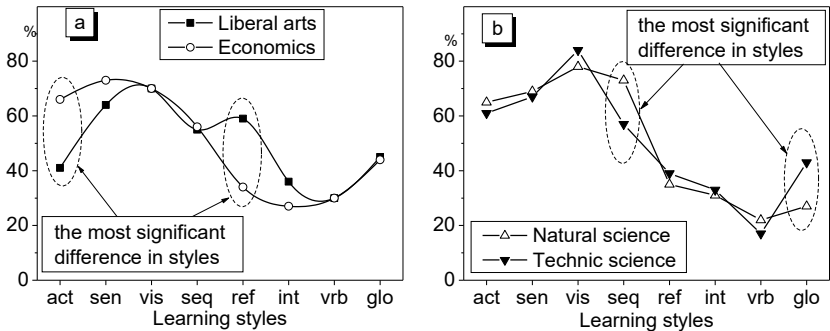 %
a
Liberal arts
Economics
80
60
40
20
0
the most significant
difference in styles
act sen vis seq ref int vrb glo
Learning styles
%
b
the most significant
difference in styles
80
60
40
20
0
Natural science
Technic science
act sen vis seq ref int vrb glo
Learning styles